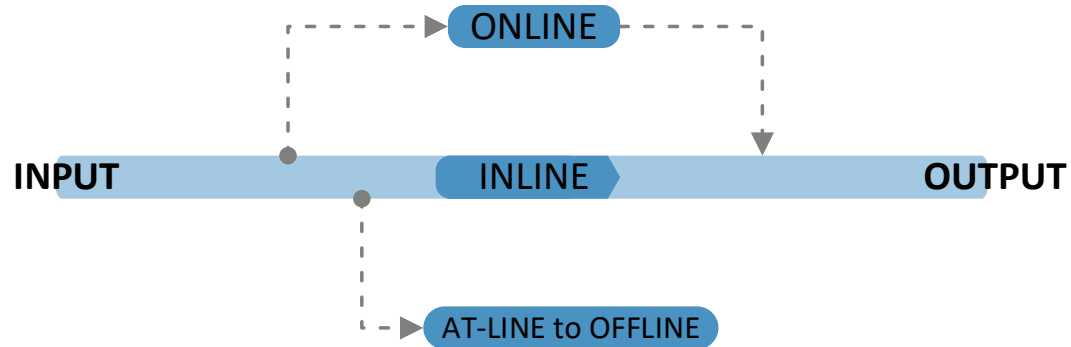 ONLINE
INPUT
INLINE
OUTPUT
AT-LINE to OFFLINE